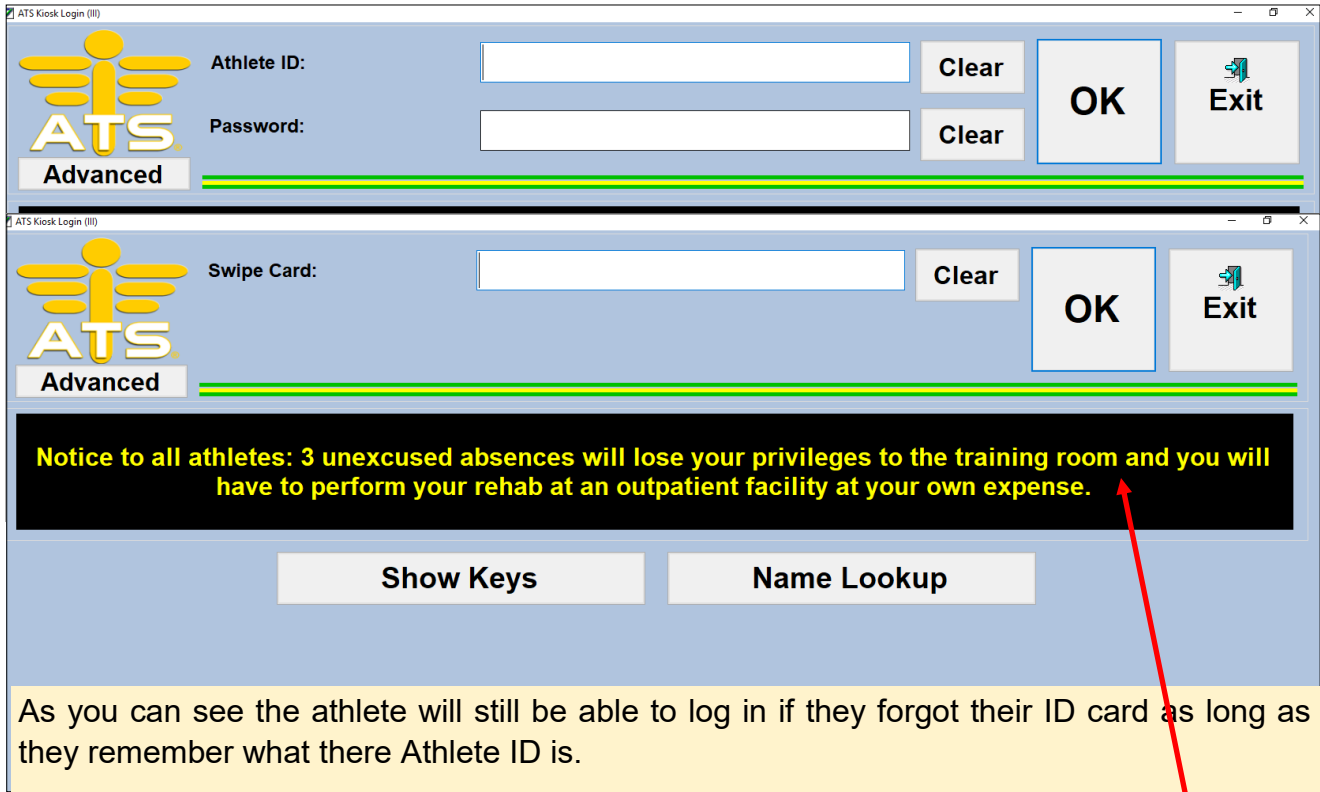 ATS Kiosk Login (III)
Athlete ID:
Clear
OK
Exit
ATS
Password:
Clear
Advanced
ATS Kiosk Login (III)
Swipe Card:
Clear
OK
Exit
ATS
Advanced
Notice to all athletes: 3 unexcused absences will lose your privileges to the training room and you will
have to perform your rehab at an outpatient facility at your own expense.
Show Keys
Name Lookup
As you can see the athlete will still be able to log in if they forgot their ID card as long as
they remember what there Athlete ID is.